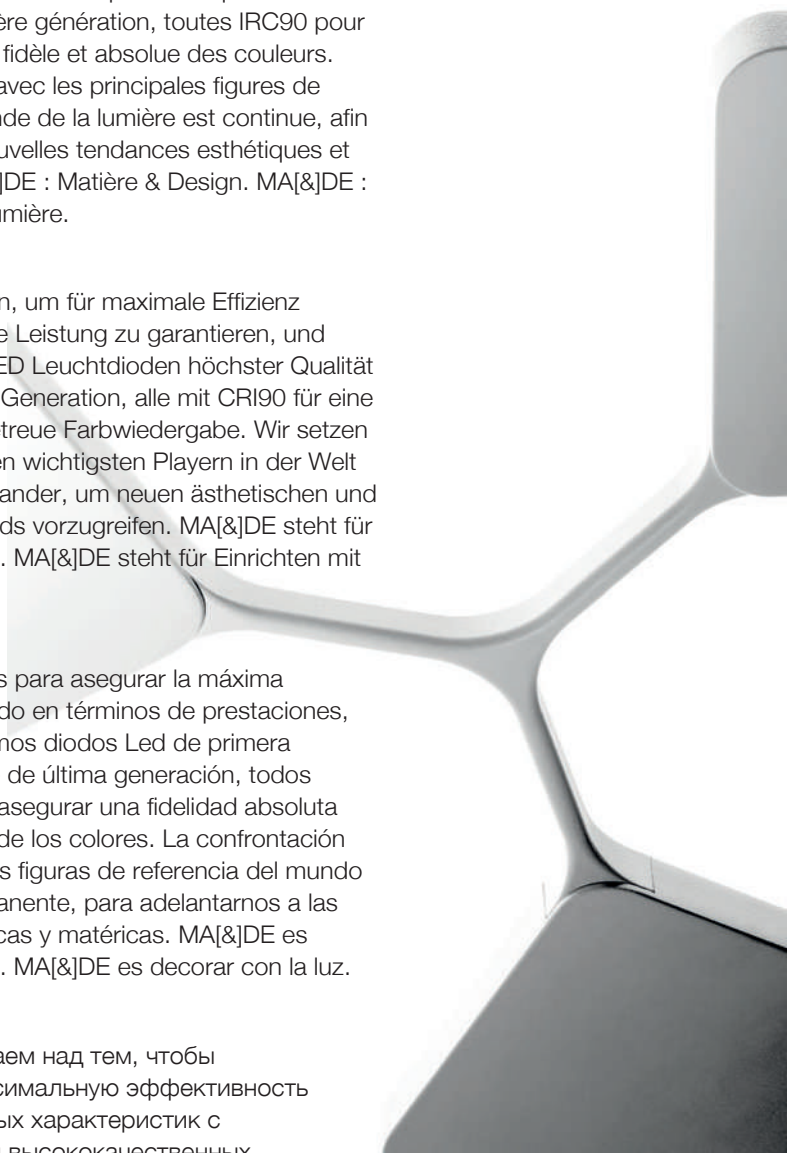 ère génération, toutes IRC90 pour
fidèle et absolue des couleurs.
avec les principales figures de
nde de la lumière est continue, afin
uvelles tendances esthétiques et
]DE : Matière & Design. MA[&]DE :
umière.
n, um für maximale Effizienz
e Leistung zu garantieren, und
ED Leuchtdioden höchster Qualität
Generation, alle mit CRI90 für eine
etreue Farbwiedergabe. Wir setzen
en wichtigsten Playern in der Welt
ander, um neuen ästhetischen und
ds vorzugreifen. MA[&]DE steht für
. MA[&]DE steht für Einrichten mit
s para asegurar la máxima
do en términos de prestaciones,
mos diodos Led de primera
de última generación, todos
asegurar una fidelidad absoluta
de los colores. La confrontación
s figuras de referencia del mundo
anente, para adelantarnos a las
cas y matéricas. MA[&]DE es
. MA[&]DE es decorar con la luz.
аем над тем, чтобы
симальную эффективность
ых характеристик с
высококачественных